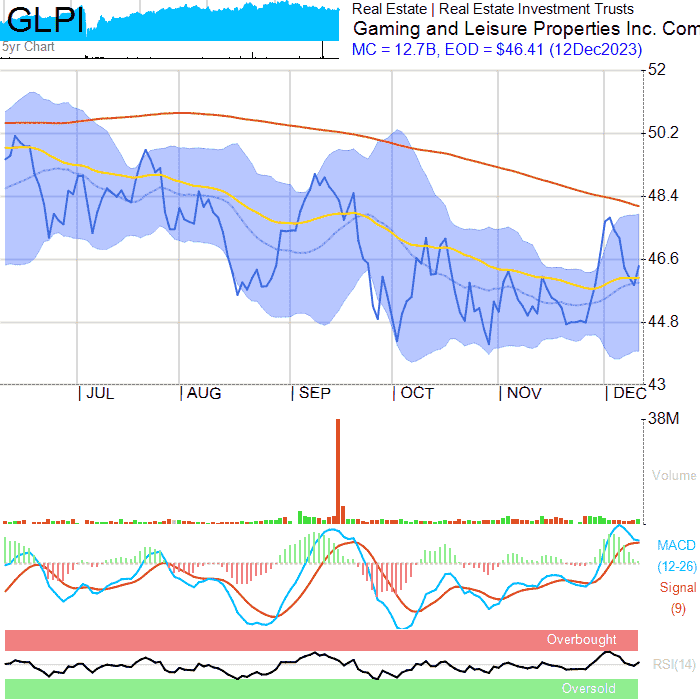 GLPI
5yr Chart
Real Estate | Real Estate Investment Trusts
Gaming and Leisure Properties Inc. Com
MC = 12.7B, EOD = $46.41 (12Dec2023)
52
50.2
48.4
46.6
44.8
43
JUL AUG SEP OCT NOV DEC
38M
Volume
MACD
(12-26)
Signal
(9)
Overbought
RSI(14)
Oversold